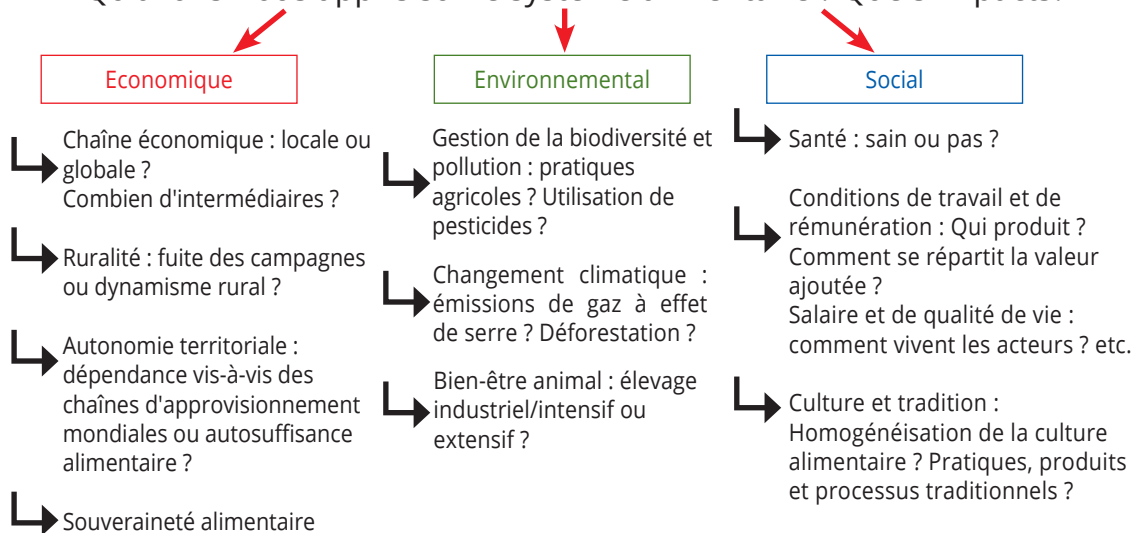 Economique
Chaîne économique : locale ou
globale ?
Combien d'intermédiaires ?
Ruralité : fuite des campagnes
ou dynamisme rural ?
Autonomie territoriale :
dépendance vis-à-vis des
chaînes d'approvisionnement
mondiales ou autosuffisance
alimentaire ?
Souveraineté alimentaire
Environnemental
Gestion de la biodiversité et
pollution : pratiques
agricoles ? Utilisation de
pesticides ?
Changement climatique :
émissions de gaz à effet
de serre ? Déforestation ?
Bien-être animal : élevage
industriel/intensif ou
extensif ?
Social
Santé : sain ou pas ?
Conditions de travail et de
rémunération : Qui produit ?
Comment se répartit la valeur
ajoutée ?
Salaire et de qualité de vie :
comment vivent les acteurs ? etc.
Culture et tradition :
Homogénéisation de la culture
alimentaire ? Pratiques, produits
et processus traditionnels ?